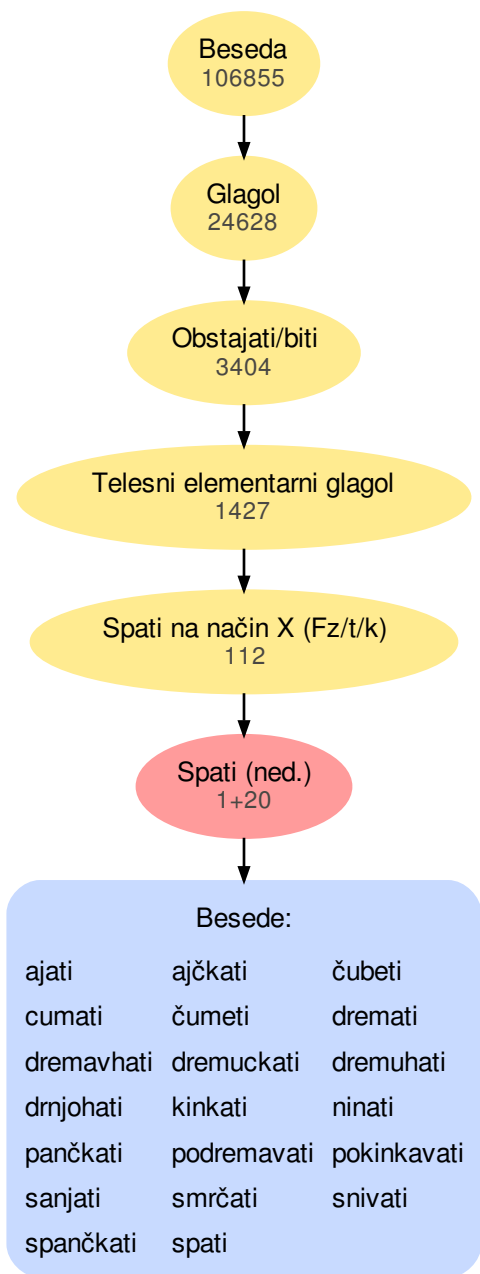 Beseda
106855
Glagol
24628
Obstajati/biti
3404
Telesni elementarni glagol
1427
Spati na način X (Fz/t/k)
112
Spati (ned.)
1+20
Besede:
ajati ajčkati čubeti
cumati čumeti dremati
dremavhati dremuckati dremuhati
drnjohati kinkati ninati
pančkati podremavati pokinkavati
sanjati smrčati snivati
spančkati spati